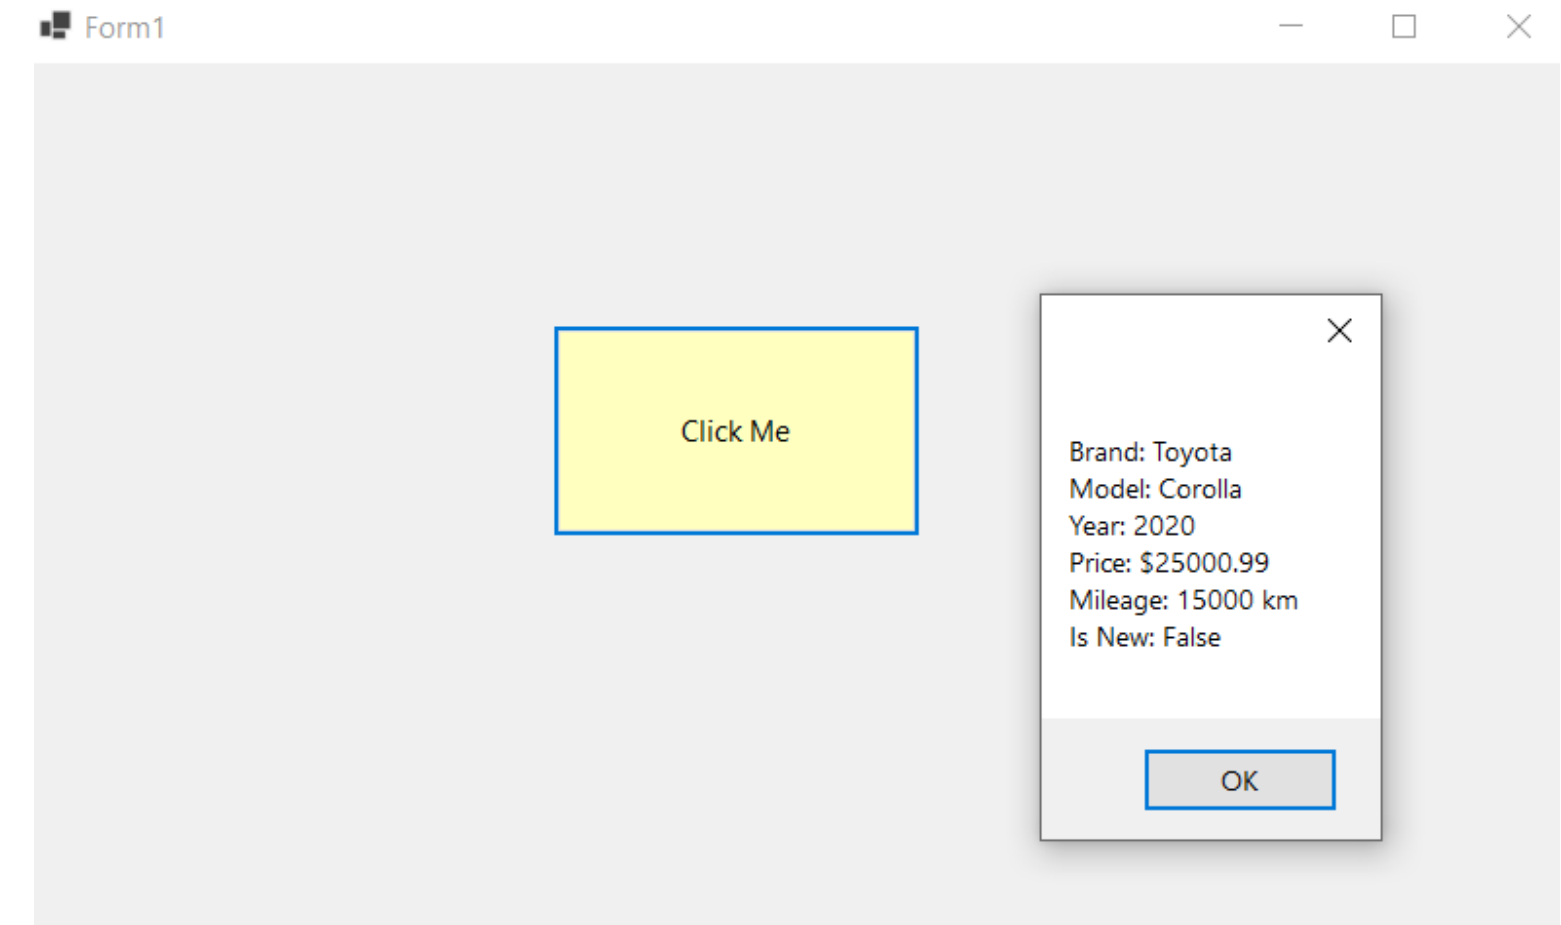 Form1
Click Me
Brand: Toyota
Model: Corolla
Year: 2020
Price: $25000.99
Mileage: 15000 km
Is New: False
OK